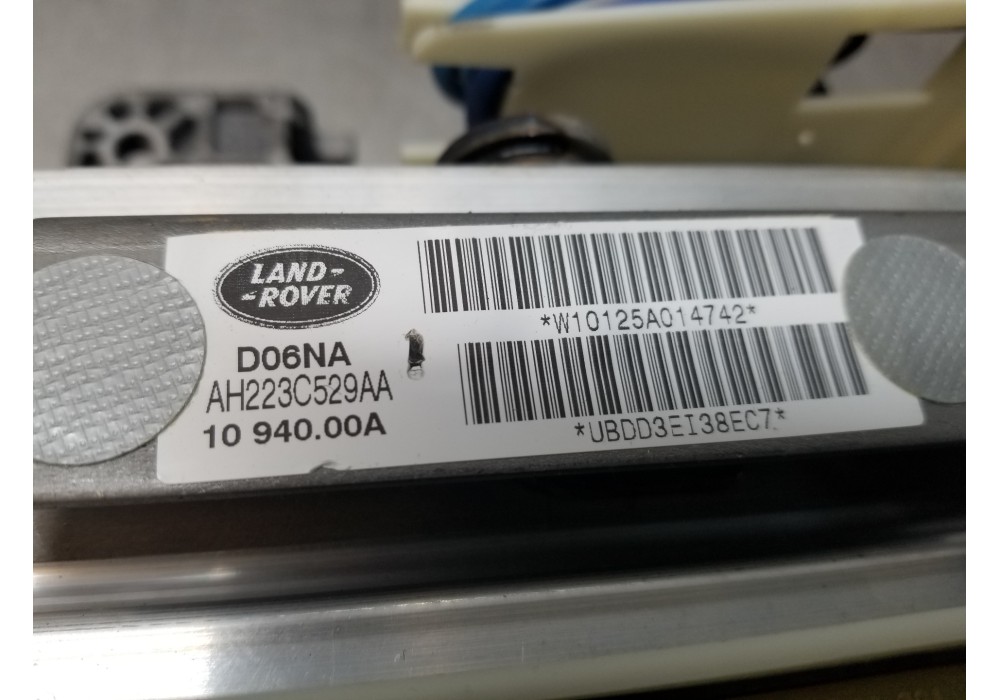 LAND-
-ROVER
D06NA
AH223C529AA
10 940.00A
*W10125A014742*
*UBDD3EI38EC7*